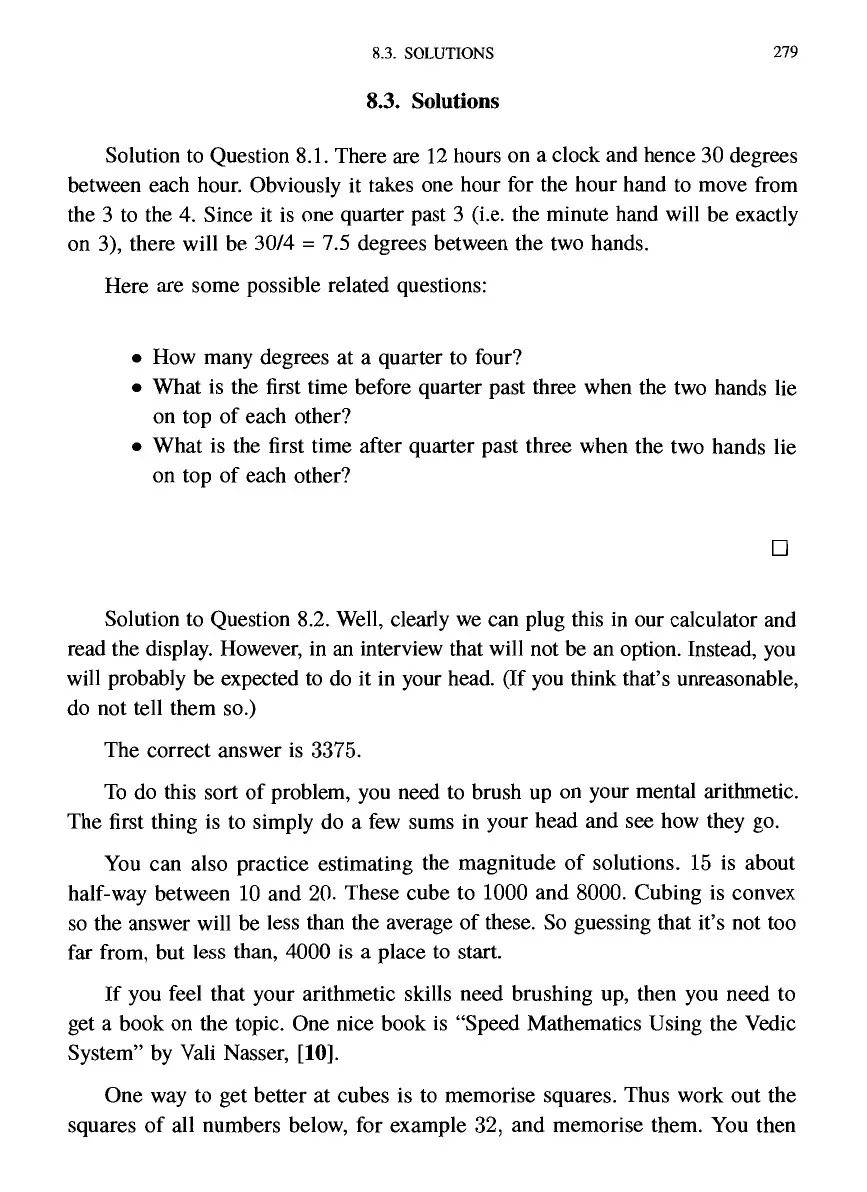 8.3. SOLUTIONS 279
8.3. Solutions
Solution to Question 8.1. There are 12 hours on a clock and hence 30 degrees
between each hour. Obviously it takes one hour for the hour hand to move from
the 3 to the 4. Since it is one quarter past 3 (i.e. the minute hand will be exactly
on 3), there will be 30/4 = 7.5 degrees between the two hands.
Here are some possible related questions:
• How many degrees at a quarter to four?
• What is the first time before quarter past three when the two hands lie
on top of each other?
• What is the first time after quarter past three when the two hands lie
on top of each other?
□
Solution to Question 8.2. Well, clearly we can plug this in our calculator and
read the display. However, in an interview that will not be an option. Instead, you
will probably be expected to do it in your head. (If you think that's unreasonable,
do not tell them so.)
The correct answer is 3375.
To do this sort of problem, you need to brush up on your mental arithmetic.
The first thing is to simply do a few sums in your head and see how they go.
You can also practice estimating the magnitude of solutions. 15 is about
half-way between 10 and 20. These cube to 1000 and 8000. Cubing is convex
so the answer will be less than the average of these. So guessing that it's not too
far from, but less than, 4000 is a place to start.
If you feel that your arithmetic skills need brushing up, then you need to
get a book on the topic. One nice book is "Speed Mathematics Using the Vedic
System" by Vali Nasser, [10].
One way to get better at cubes is to memorise squares. Thus work out the
squares of all numbers below, for example 32, and memorise them. You then